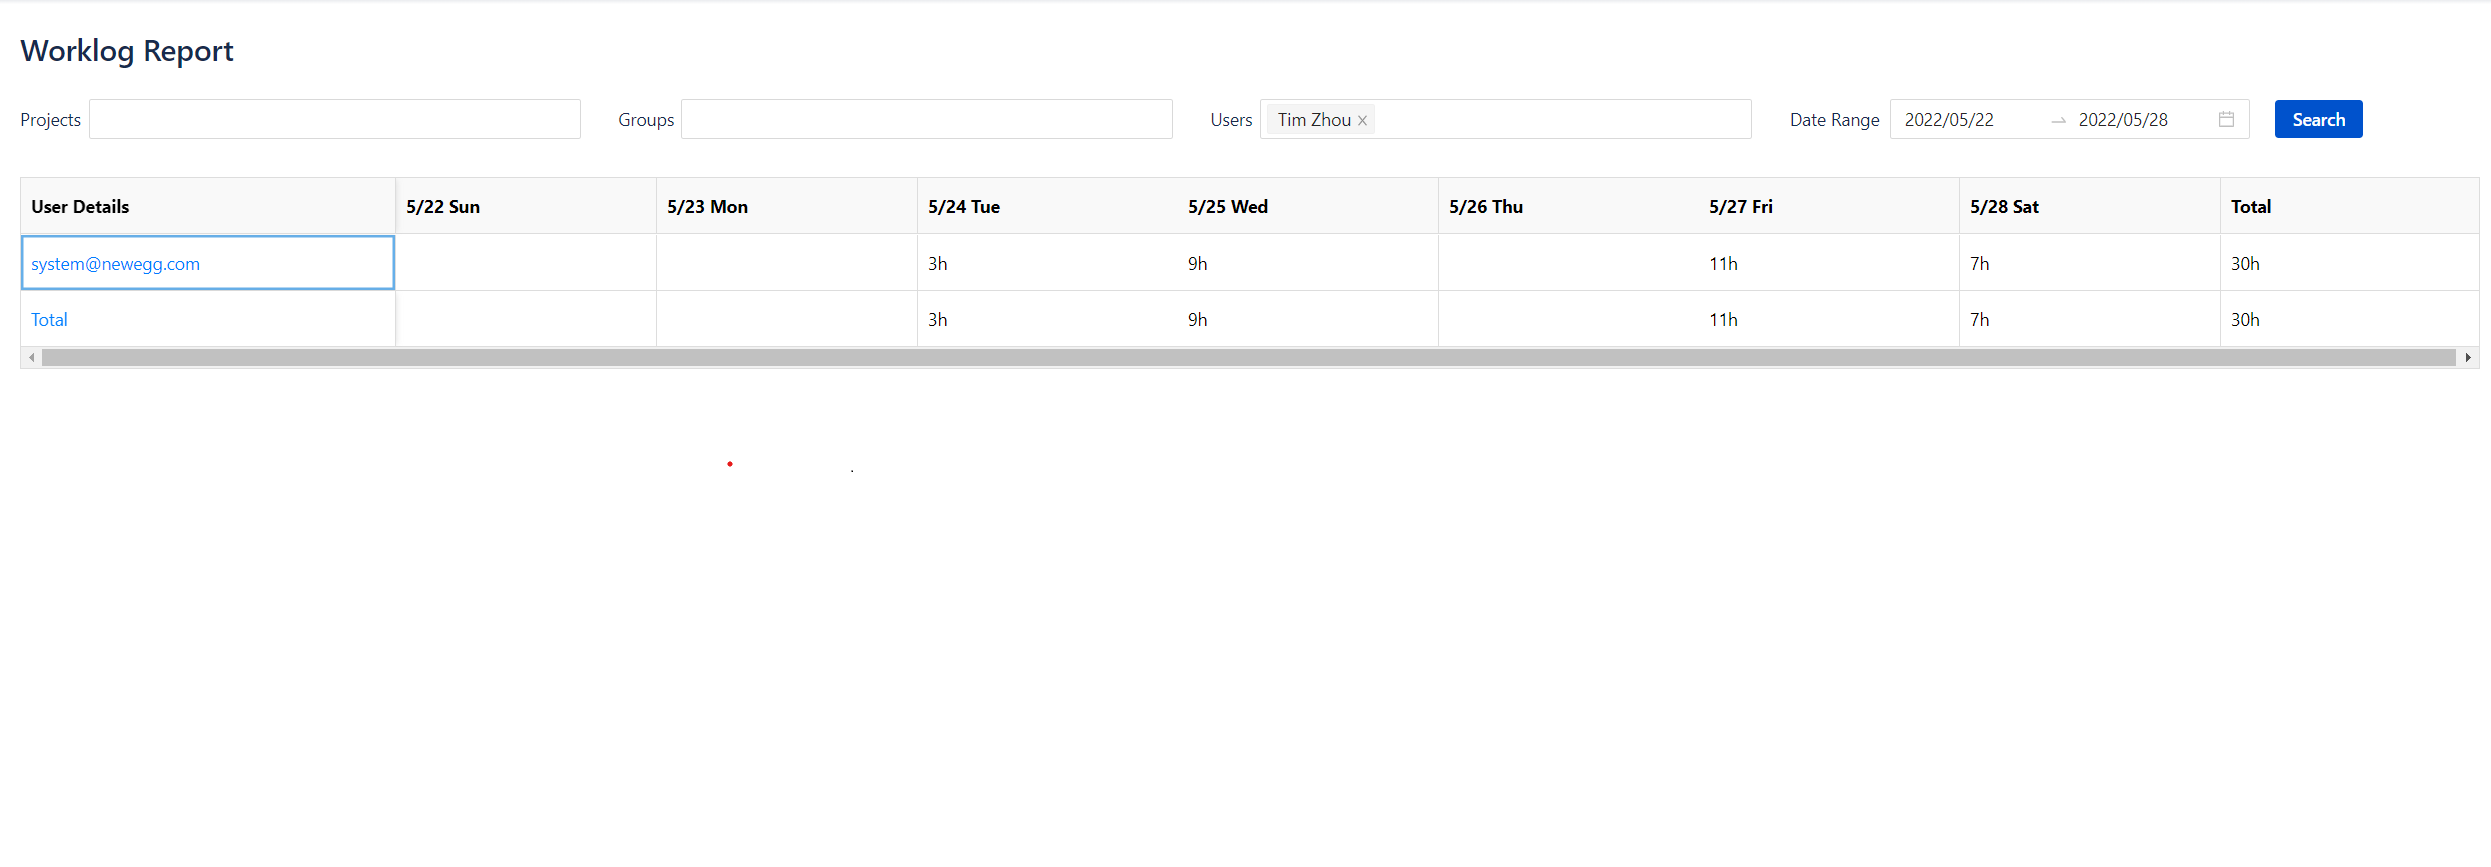 Worklog Report
Projects Groups Users Tim Zhou Date Range 2022/05/22 2022/05/28 Search
User Details 5/22 Sun 5/23 Mon 5/24 Tue 5/25 Wed 5/26 Thu 5/27 Fri 5/28 Sat Total
system@newegg.com 3h 9h 11h 7h 30h
Total 3h 9h 11h 7h 30h